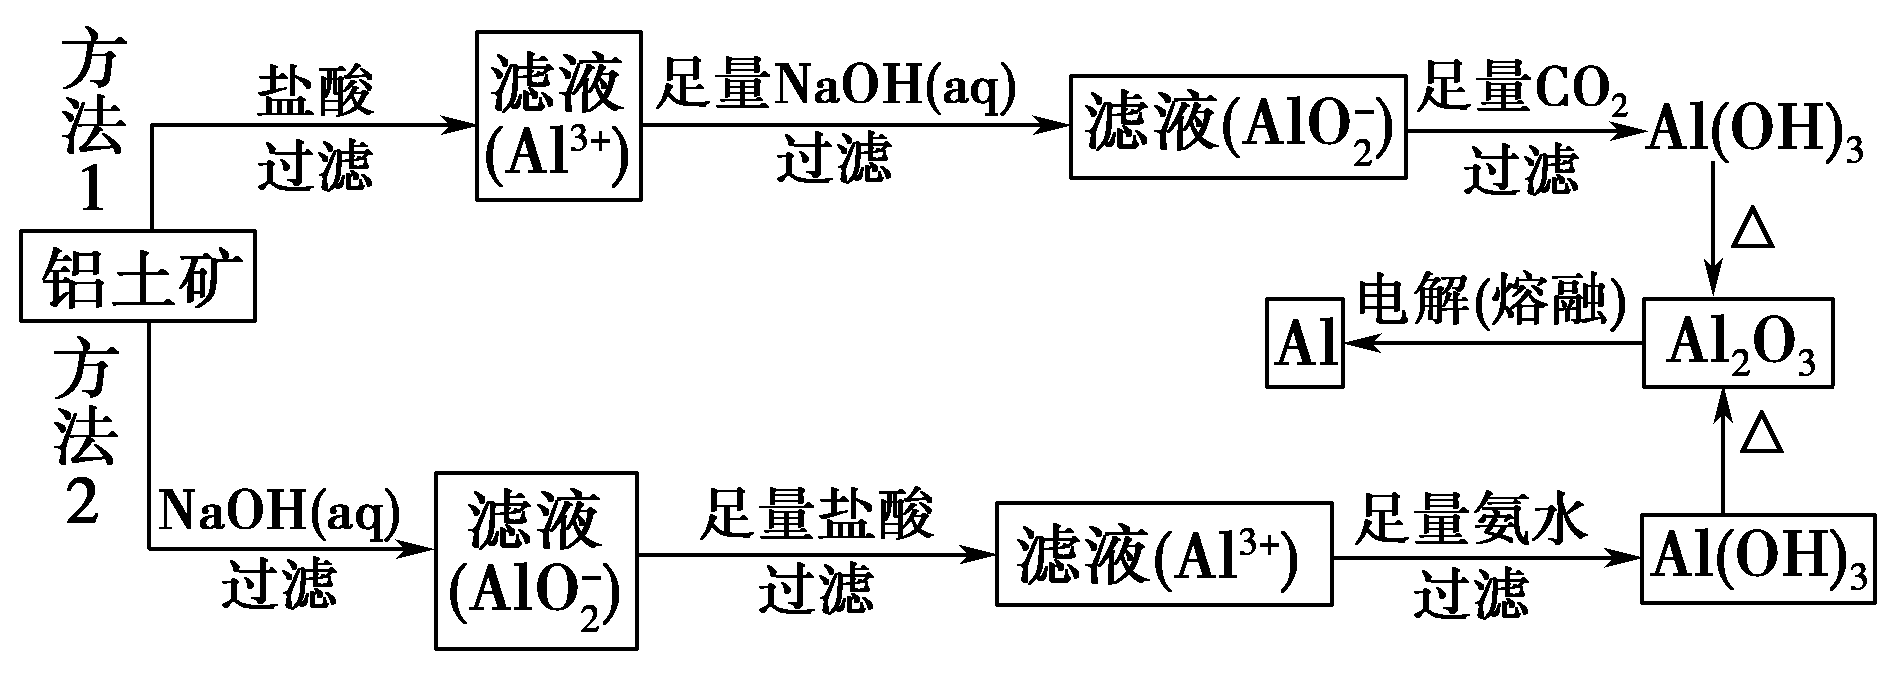 方法1
盐酸
过滤
滤液
(Al³⁺)
足量NaOH(aq)
过滤
滤液(AlO₂⁻)
足量CO₂
过滤
Al(OH)₃
△
铝土矿
Al
电解(熔融)
Al₂O₃
△
方法2
NaOH(aq)
过滤
滤液
(AlO₂⁻)
足量盐酸
过滤
滤液(Al³⁺)
足量氨水
过滤
Al(OH)₃